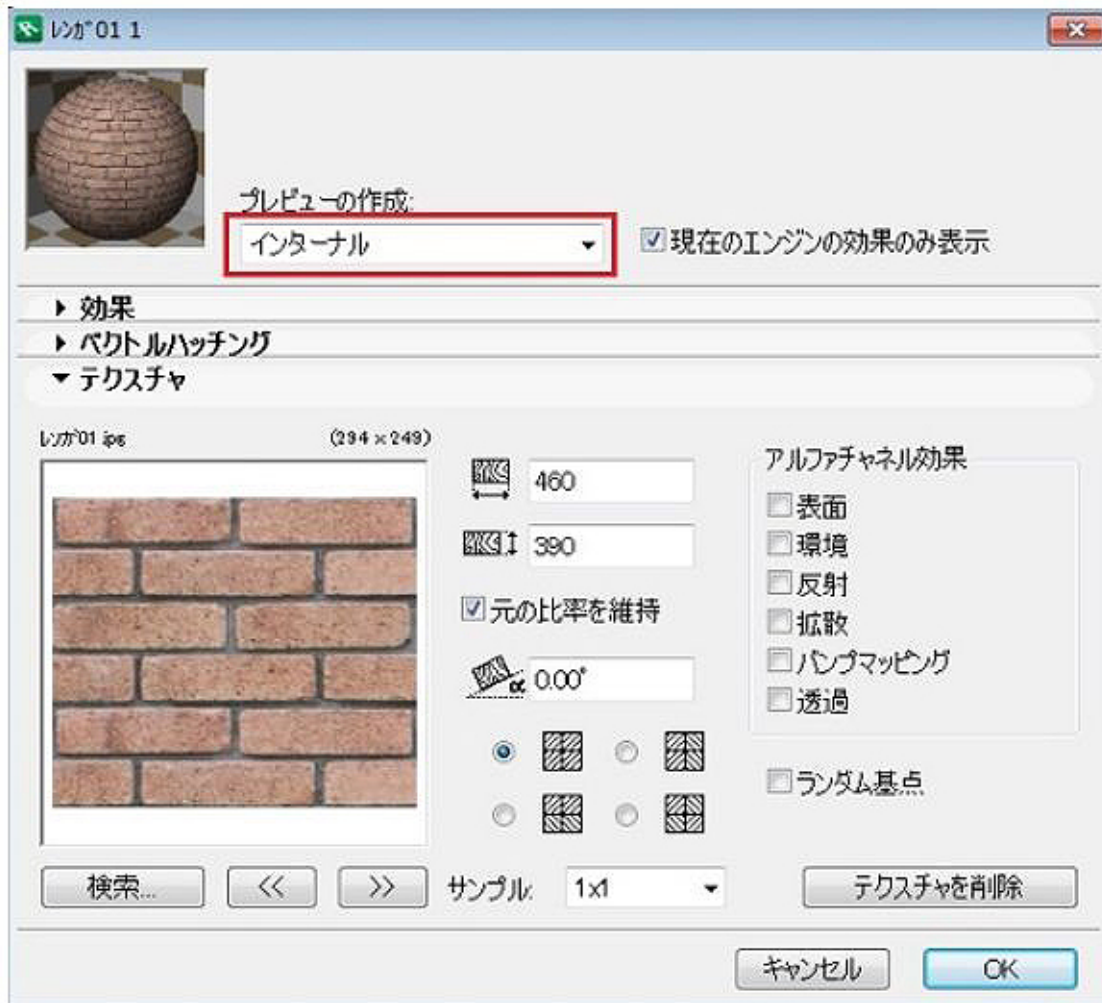 レンガ01 1
プレビューの作成:
インターナル
現在のエンジンの効果のみ表示
効果
ベクトルハッチング
テクスチャ
レンガ01.jpg (294 × 249)
460
390
元の比率を維持
α 0.00°
アルファチャネル効果
表面
環境
反射
拡散
バンプマッピング
透過
ランダム基点
検索... << >> サンプル: 1x1 テクスチャを削除
キャンセル OK